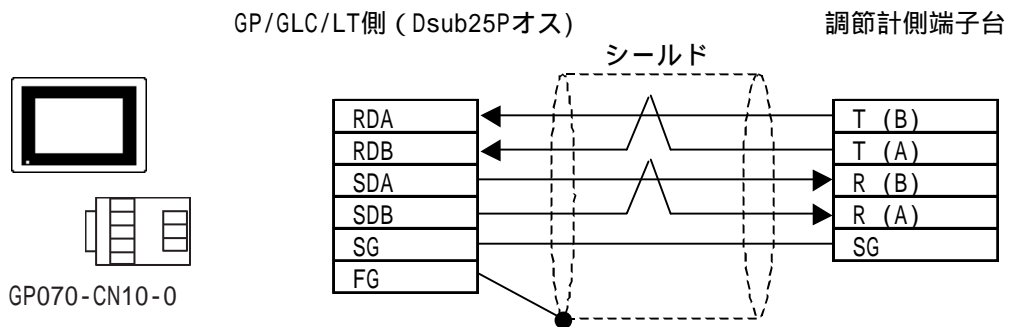 GP/GLC/LT側 ( Dsub25Pオス)
調節計側端子台
シールド
RDA
RDB
SDA
SDB
SG
FG
T (B)
T (A)
R (B)
R (A)
SG
GP070-CN10-0